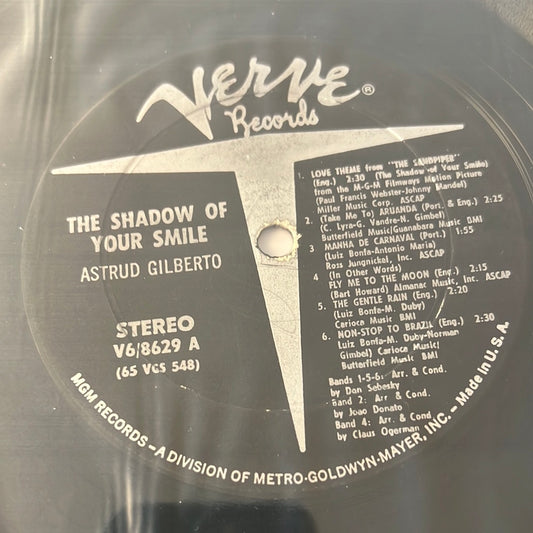 Verve ®
Records
THE SHADOW OF
YOUR SMILE
ASTRUD GILBERTO
STEREO
V6/8629 A
(65 VGS 548)
1. LOVE THEME from "THE SANDPIPER"
(Eng.) 2:30 (The Shadow of Your Smile)
from the M-G-M Filmways Motion Picture
(Paul Francis Webster-Johnny Mandel)
Miller Music Corp. ASCAP
2. (Take Me To) ARUANDA (Port. & Eng.) 2:25
(C. Lyra-G. Vandre-N. Gimbel)
Butterfield Music/Guanabara Music BMI
3 MANHA DE CARNAVAL (Port.) 1:55
(Luiz Bonfa-Antonio Maria)
Ross Jungnickel, Inc. ASCAP
4 (In Other Words)
FLY ME TO THE MOON (Eng.) 2:15
(Bart Howard) Almanac Music, Inc. ASCAP
5. THE GENTLE RAIN (Eng.) 2:20
(Luiz Bonfa-M. Duby)
Carioca Music BMI
6. NON-STOP TO BRAZIL (Eng.) 2:30
(Luiz Bonfa-M. Duby-Norman
Gimbel) Carioca Music/
Butterfield Music BMI
Bands 1-5-6: Arr. & Cond.
by Don Sebesky
Band 2: Arr & Cond.
by Joao Donato
Band 4: Arr. & Cond.
by Claus Ogerman
MGM RECORDS – A DIVISION OF METRO-GOLDWYN-MAYER, INC. – Made in U.S.A.